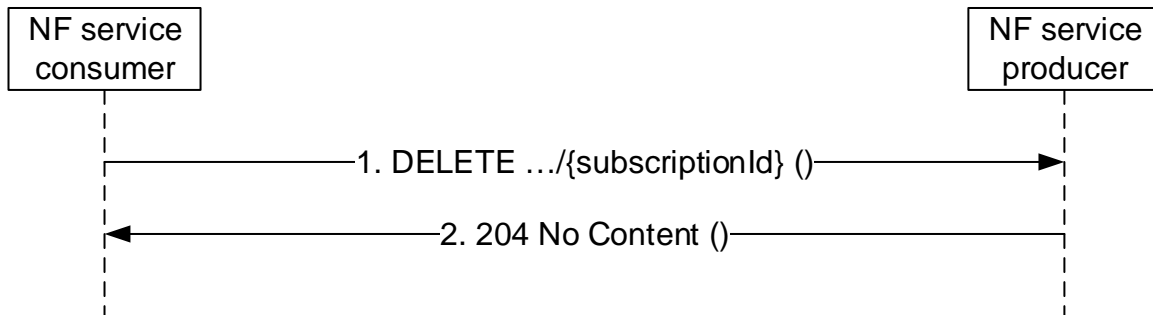 NF service
consumer
NF service
producer
1. DELETE …/{subscriptionId} ()
2. 204 No Content ()